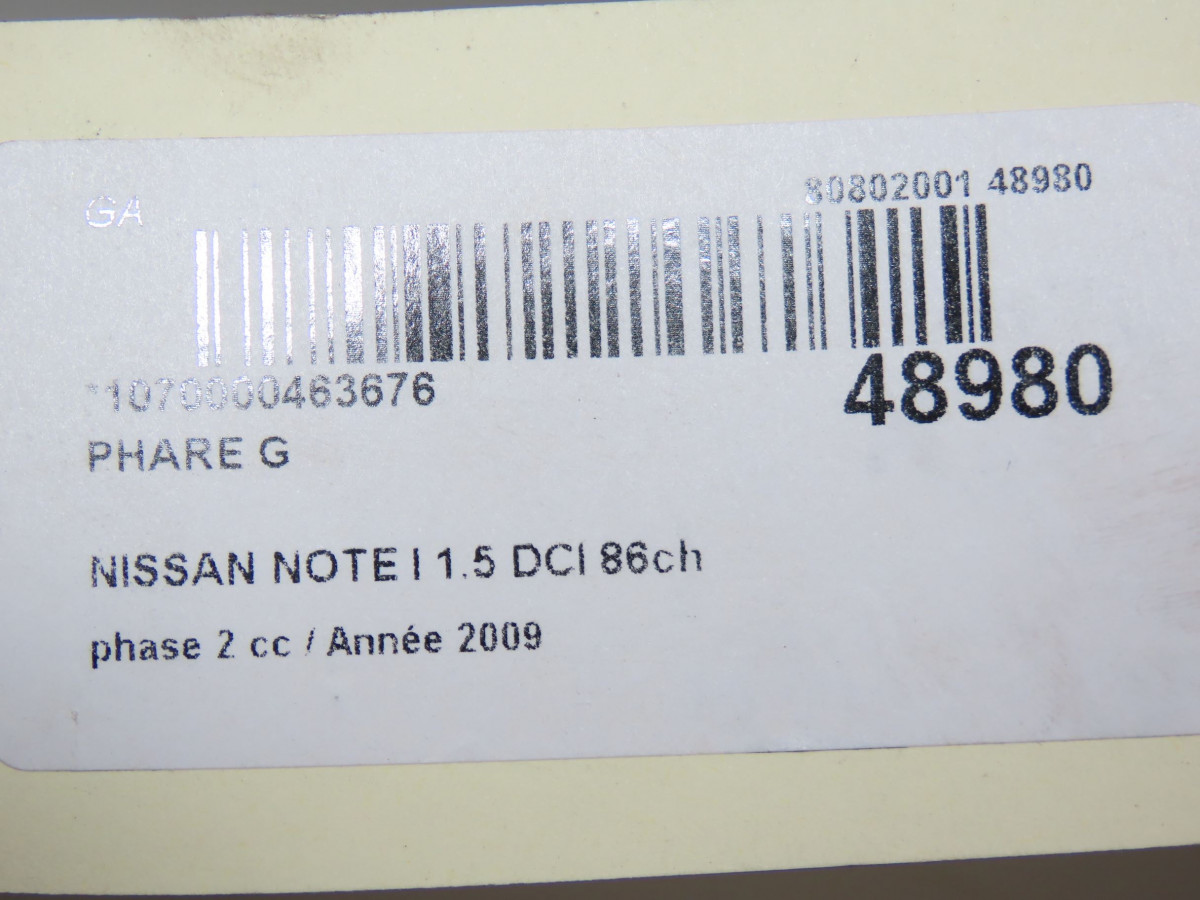 GA
80802001 48980
*1070000463676
48980
PHARE G
NISSAN NOTE I 1.5 DCI 86ch
phase 2 cc / Année 2009